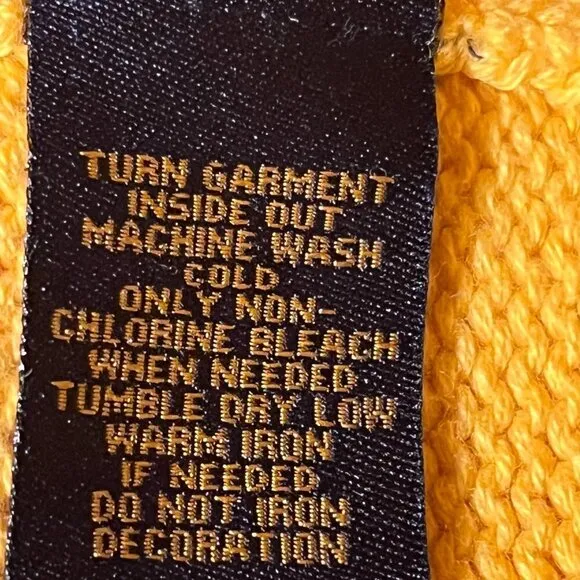 TURN GARMENT
INSIDE OUT
MACHINE WASH
COLD
ONLY NON-
CHLORINE BLEACH
WHEN NEEDED
TUMBLE DRY LOW
WARM IRON
IF NEEDED
DO NOT IRON
DECORATION